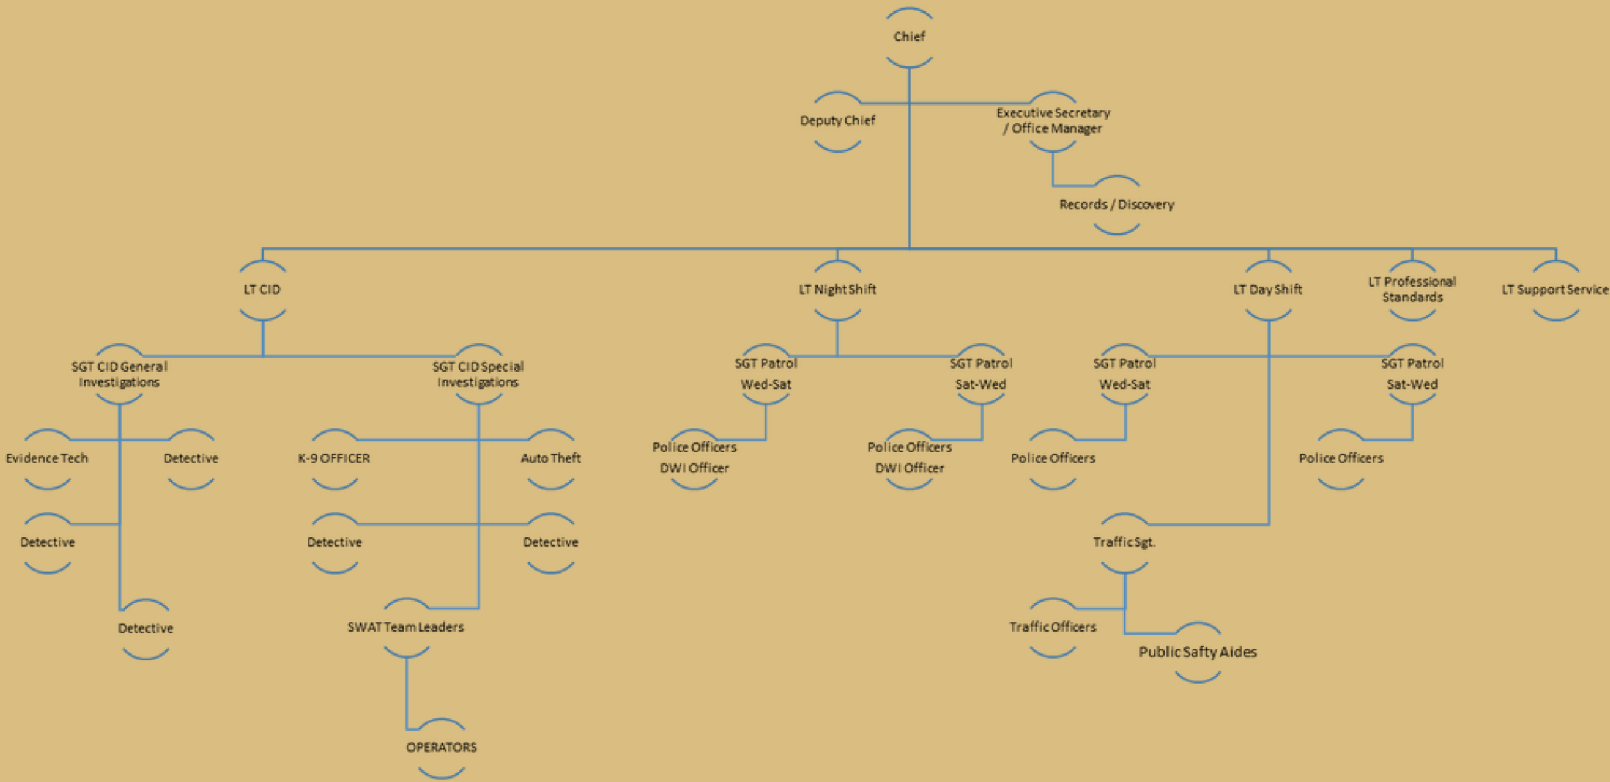 Chief
Deputy Chief
Executive Secretary
/ Office Manager
Records / Discovery
LT CID
LT Night Shift
LT Day Shift
LT Professional
Standards
LT Support Service
SGT CID General
Investigations
SGT CID Special
Investigations
SGT Patrol
Wed-Sat
SGT Patrol
Sat-Wed
SGT Patrol
Wed-Sat
SGT Patrol
Sat-Wed
Evidence Tech
Detective
K-9 OFFICER
Auto Theft
Police Officers
DWI Officer
Police Officers
DWI Officer
Police Officers
Police Officers
Detective
Detective
Detective
Traffic Sgt.
Detective
SWAT Team Leaders
Traffic Officers
Public Safty Aides
OPERATORS